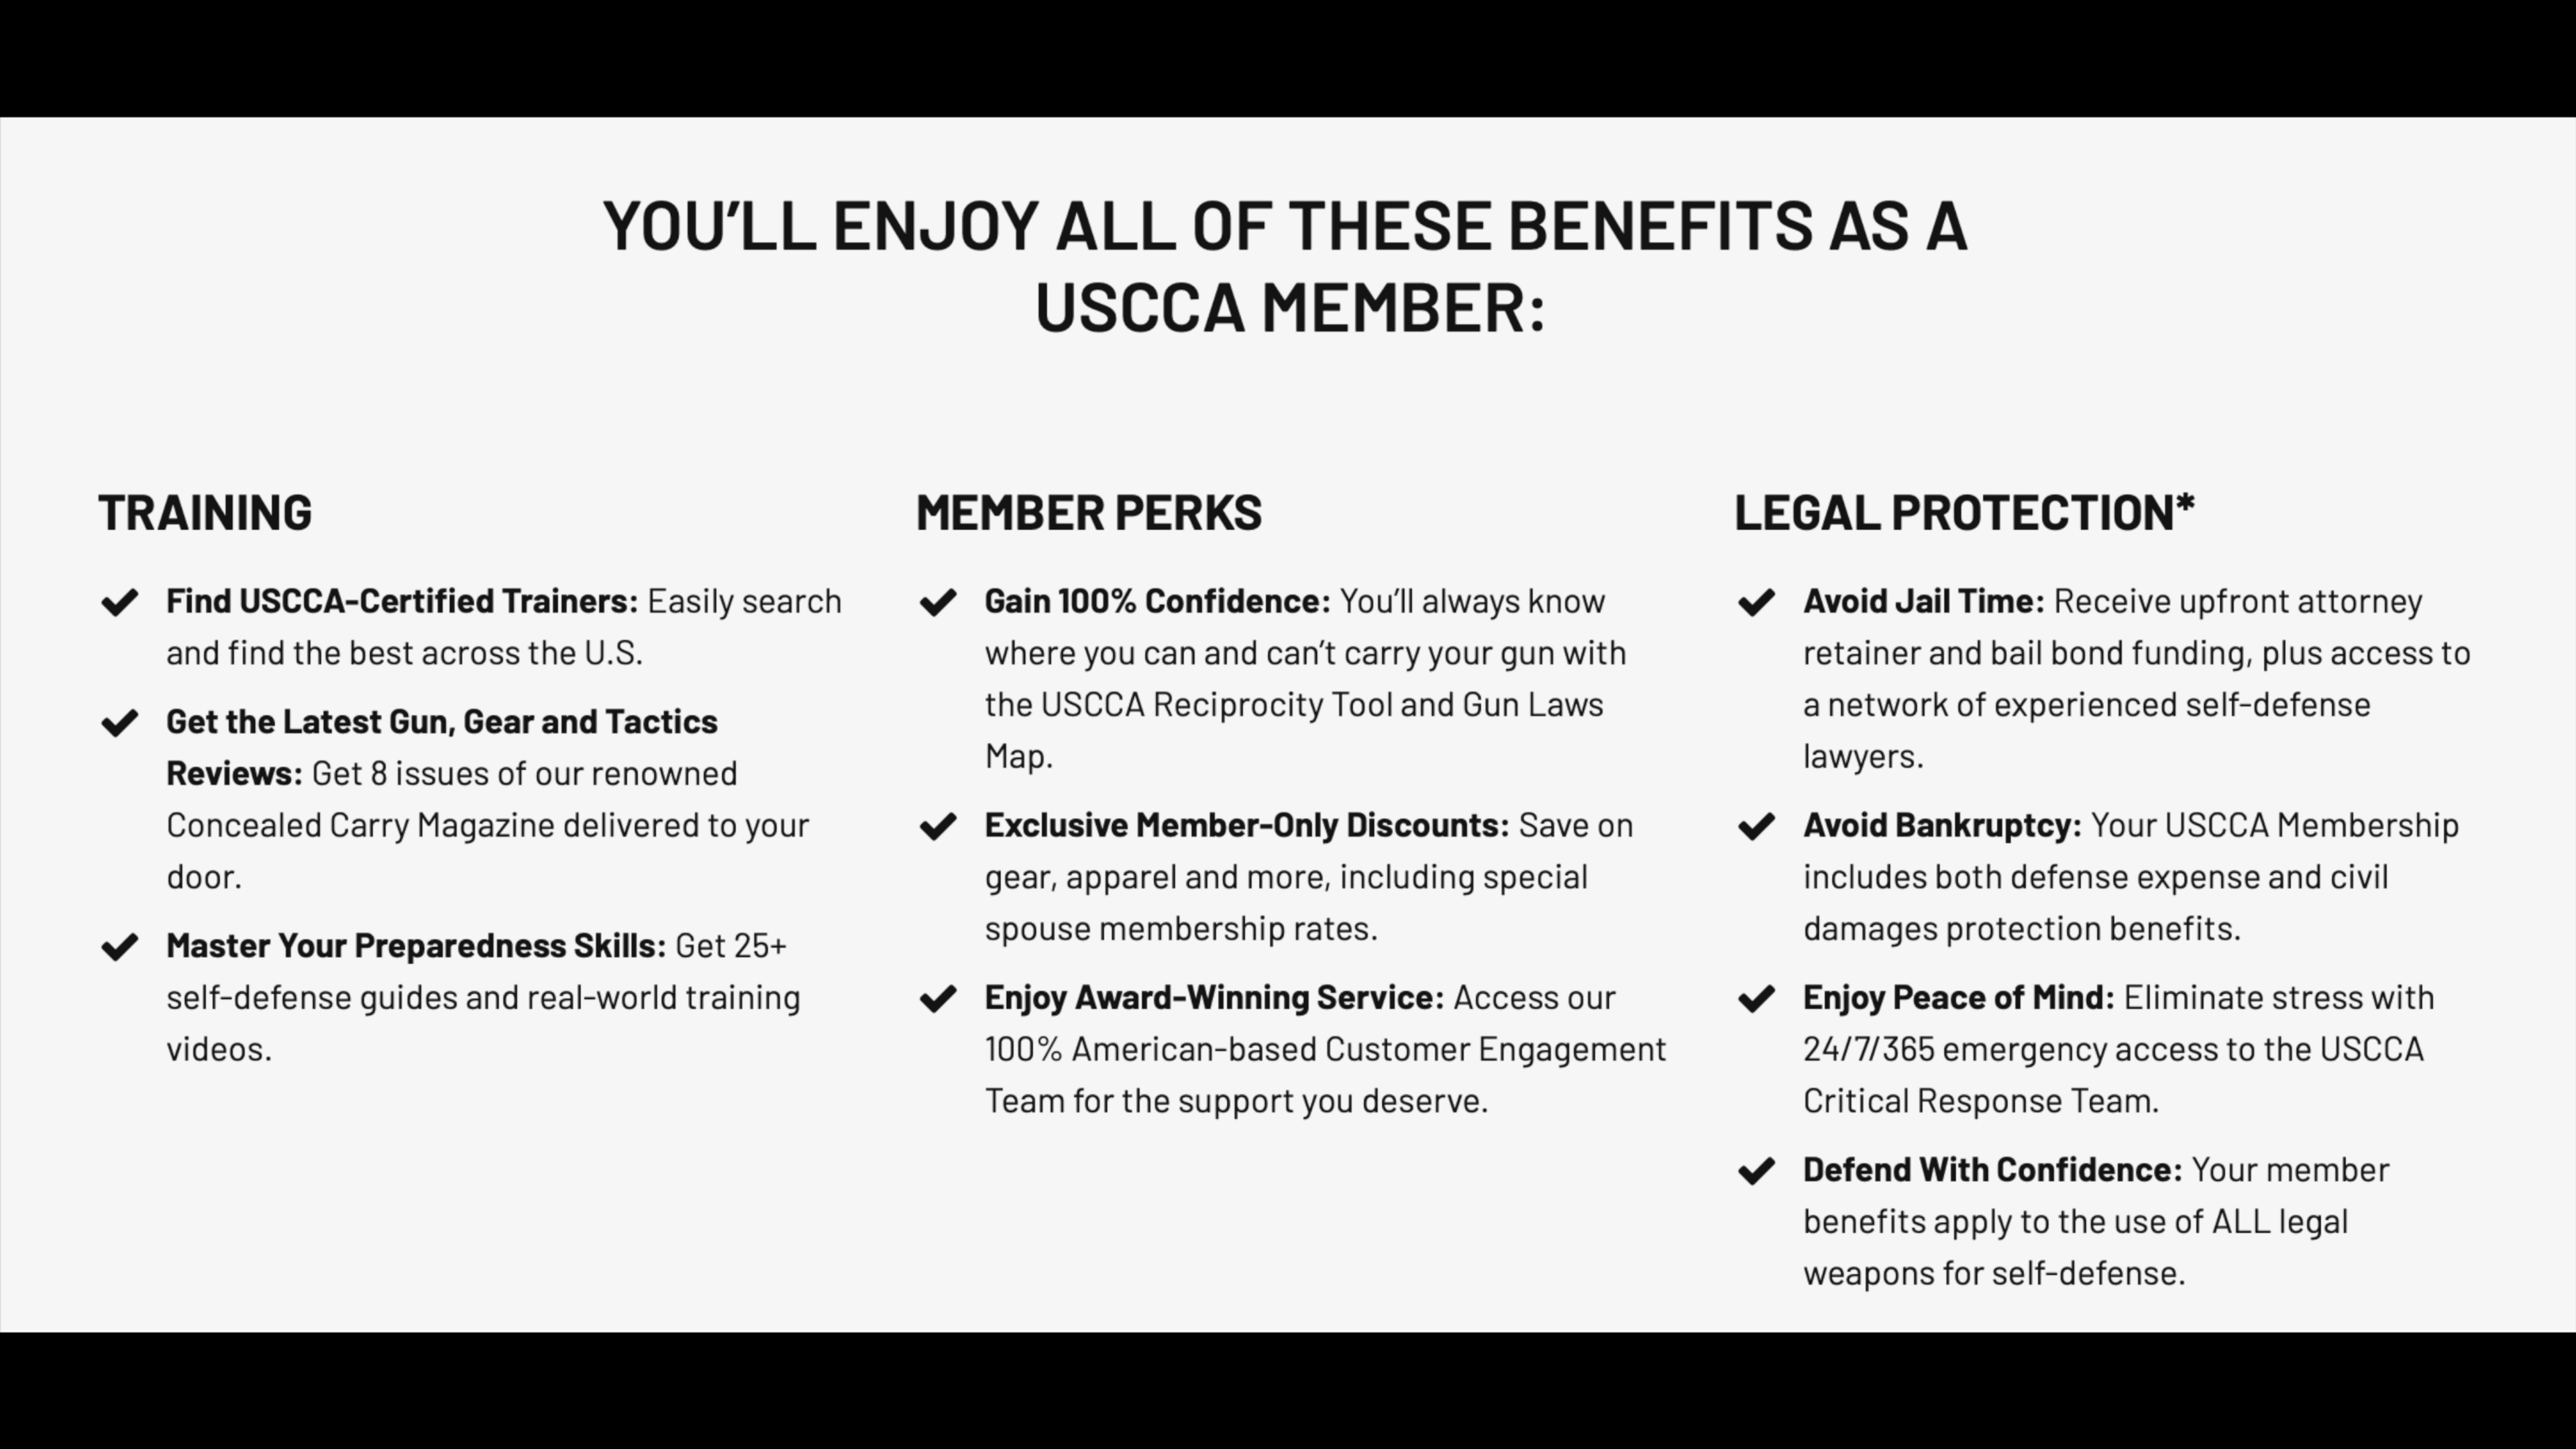 YOU’LL ENJOY ALL OF THESE BENEFITS AS A
USCCA MEMBER:
TRAINING
Find USCCA-Certified Trainers: Easily search
and find the best across the U.S.
Get the Latest Gun, Gear and Tactics
Reviews: Get 8 issues of our renowned
Concealed Carry Magazine delivered to your
door.
Master Your Preparedness Skills: Get 25+
self-defense guides and real-world training
videos.
MEMBER PERKS
Gain 100% Confidence: You’ll always know
where you can and can’t carry your gun with
the USCCA Reciprocity Tool and Gun Laws
Map.
Exclusive Member-Only Discounts: Save on
gear, apparel and more, including special
spouse membership rates.
Enjoy Award-Winning Service: Access our
100% American-based Customer Engagement
Team for the support you deserve.
LEGAL PROTECTION*
Avoid Jail Time: Receive upfront attorney
retainer and bail bond funding, plus access to
a network of experienced self-defense
lawyers.
Avoid Bankruptcy: Your USCCA Membership
includes both defense expense and civil
damages protection benefits.
Enjoy Peace of Mind: Eliminate stress with
24/7/365 emergency access to the USCCA
Critical Response Team.
Defend With Confidence: Your member
benefits apply to the use of ALL legal
weapons for self-defense.